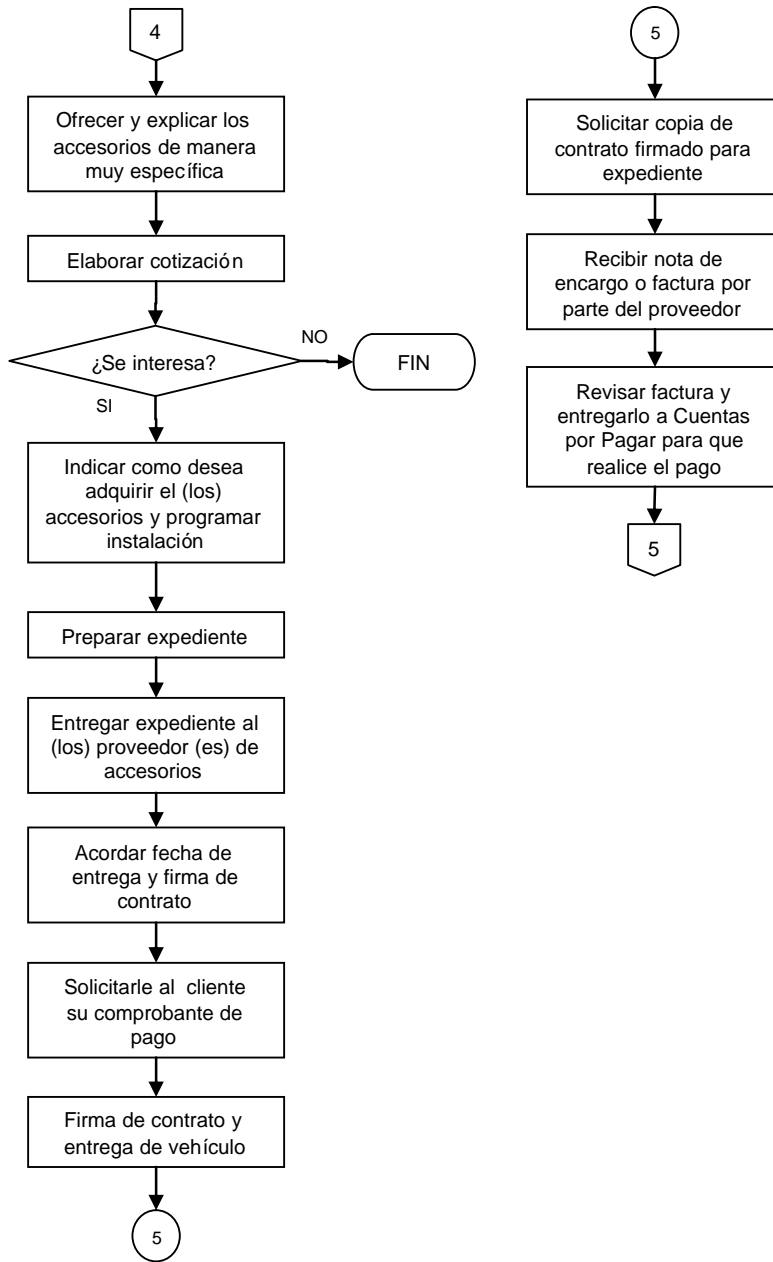 4
Ofrecer y explicar los
accesorios de manera
muy específica
Elaborar cotización
¿Se interesa?
NO
FIN
SI
Indicar como desea
adquirir el (los)
accesorios y programar
instalación
Preparar expediente
Entregar expediente al
(los) proveedor (es) de
accesorios
Acordar fecha de
entrega y firma de
contrato
Solicitarle al cliente
su comprobante de
pago
Firma de contrato y
entrega de vehículo
5
5
Solicitar copia de
contrato firmado para
expediente
Recibir nota de
encargo o factura por
parte del proveedor
Revisar factura y
entregarlo a Cuentas
por Pagar para que
realice el pago
5